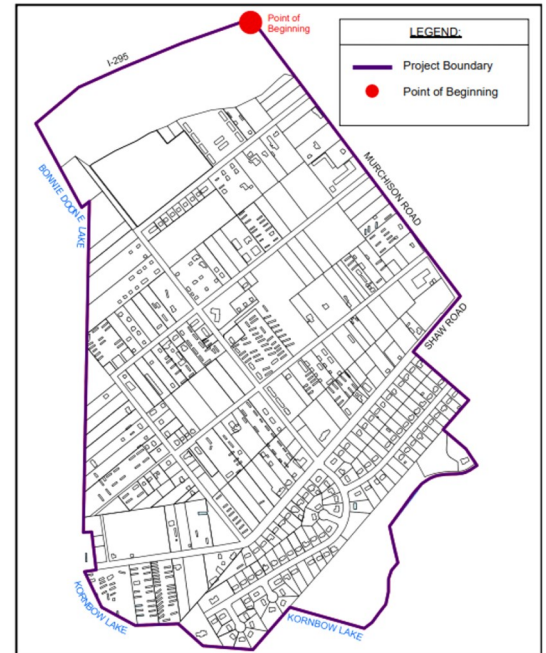 Point of
Beginning
LEGEND:
Project Boundary
Point of Beginning
I-295
MURCHISON ROAD
BONNIE DOONE LAKE
SHAW ROAD
KORNBOW LAKE
KORNBOW LAKE